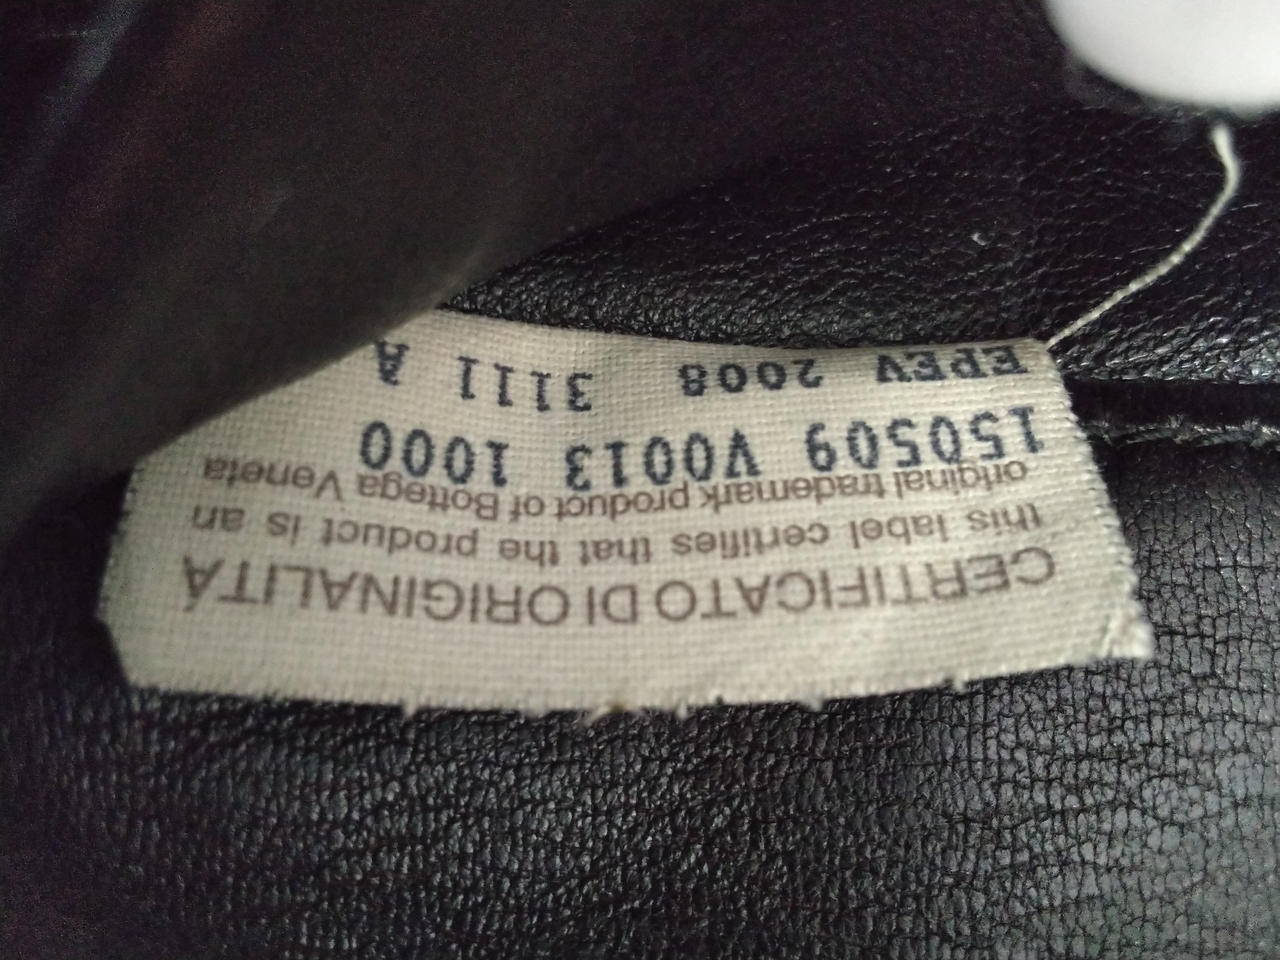 CERTIFICATO DI ORIGINALITÁ
this label certifies that the product is an
original trademark product of Bottega Veneta
150509 V0013 1000
EPEV 2008 3111 A